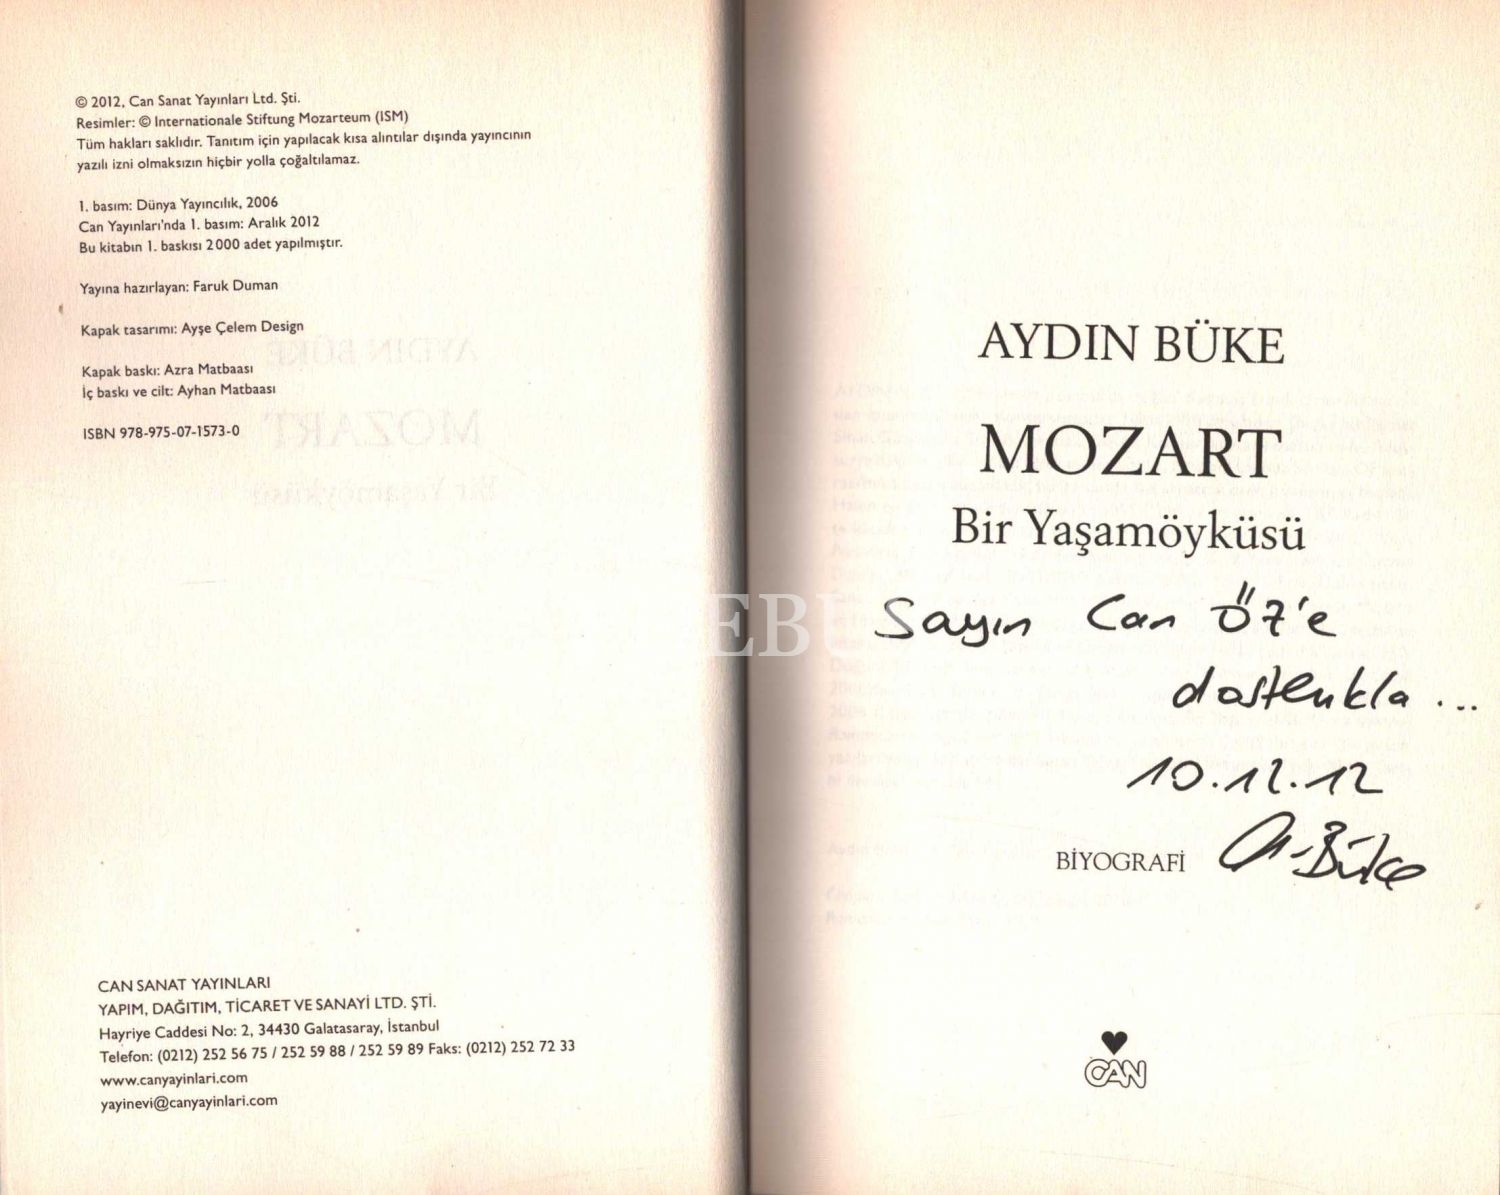 © 2012, Can Sanat Yayınları Ltd. Şti.
Resimler: © Internationale Stiftung Mozarteum (ISM)
Tüm hakları saklıdır. Tanıtım için yapılacak kısa alıntılar dışında yayıncının
yazılı izni olmaksızın hiçbir yolla çoğaltılamaz.
1. basım: Dünya Yayıncılık, 2006
Can Yayınları'nda 1. basım: Aralık 2012
Bu kitabın 1. baskısı 2 000 adet yapılmıştır.
Yayına hazırlayan: Faruk Duman
Kapak tasarımı: Ayşe Çelem Design
Kapak baskı: Azra Matbaası
İç baskı ve cilt: Ayhan Matbaası
ISBN 978-975-07-1573-0
CAN SANAT YAYINLARI
YAPIM, DAĞITIM, TİCARET VE SANAYİ LTD. ŞTİ.
Hayriye Caddesi No: 2, 34430 Galatasaray, İstanbul
Telefon: (0212) 252 56 75 / 252 59 88 / 252 59 89 Faks: (0212) 252 72 33
www.canyayinlari.com
yayinevi@canyayinlari.com
AYDIN BÜKE
MOZART
Bir Yaşamöyküsü
Sayın Can Öz'e
dostlukla...
10.12.12
A. Büke
BİYOGRAFİ
CAN